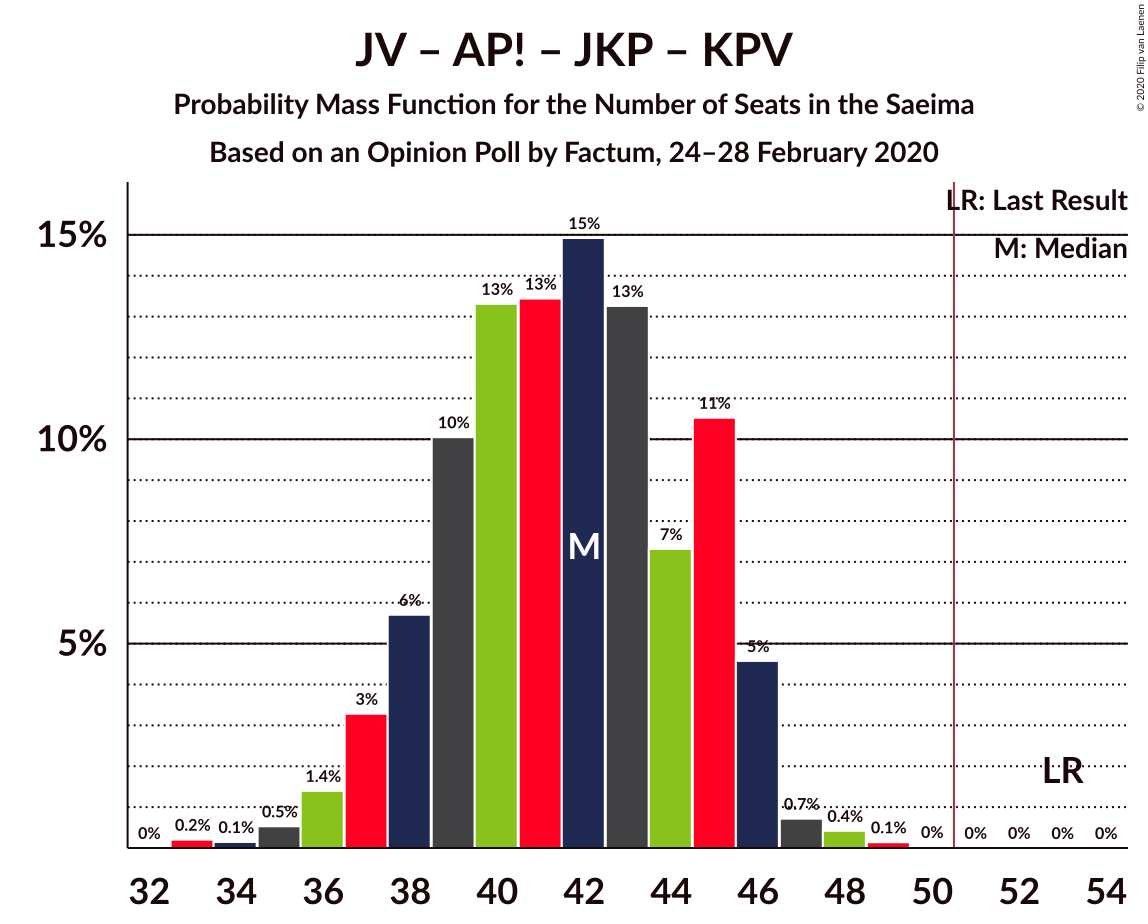 JV – AP! – JKP – KPV
Probability Mass Function for the Number of Seats in the Saeima
Based on an Opinion Poll by Factum, 24–28 February 2020
© 2020 Filip van Laenen
LR: Last Result
M: Median
15%
10%
5%
0%
0.2%
0.1%
0.5%
1.4%
3%
6%
10%
13%
13%
15%
13%
7%
11%
5%
0.7%
0.4%
0.1%
0%
0%
0%
0%
0%
M
LR
32 34 36 38 40 42 44 46 48 50 52 54